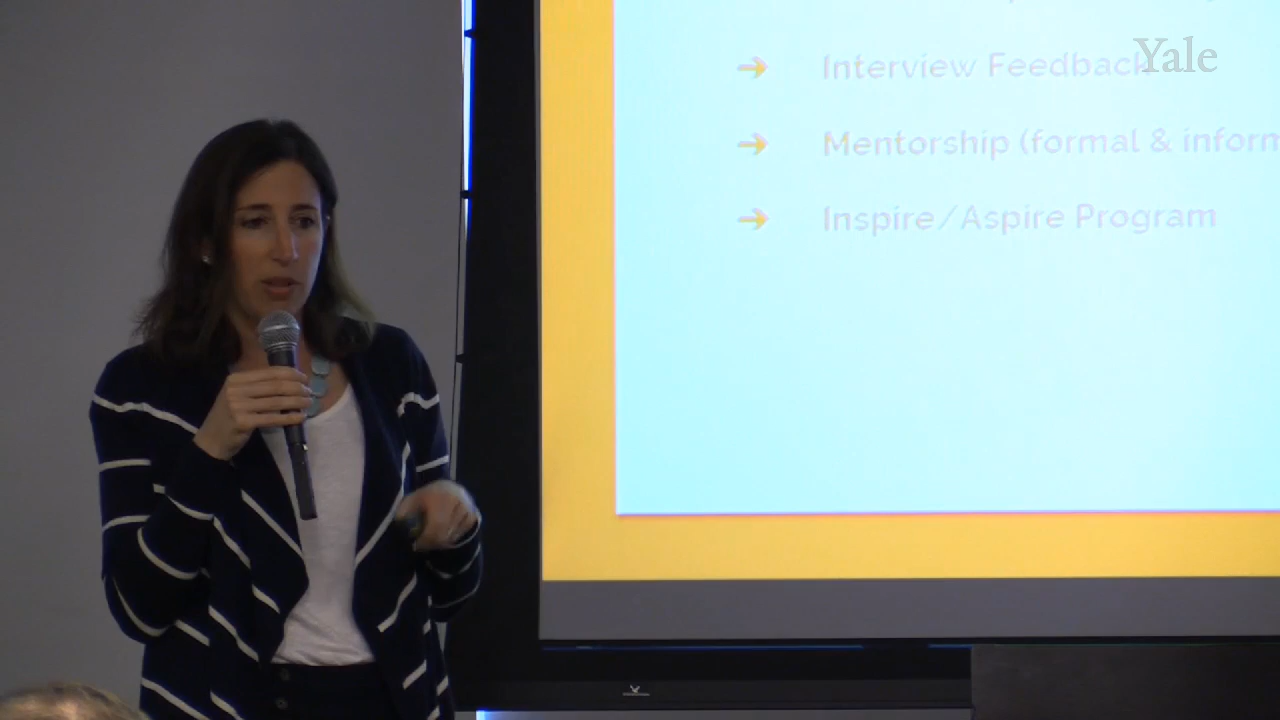 Yale
➔ Interview Feedback
➔ Mentorship (formal & inform
➔ Inspire/Aspire Program